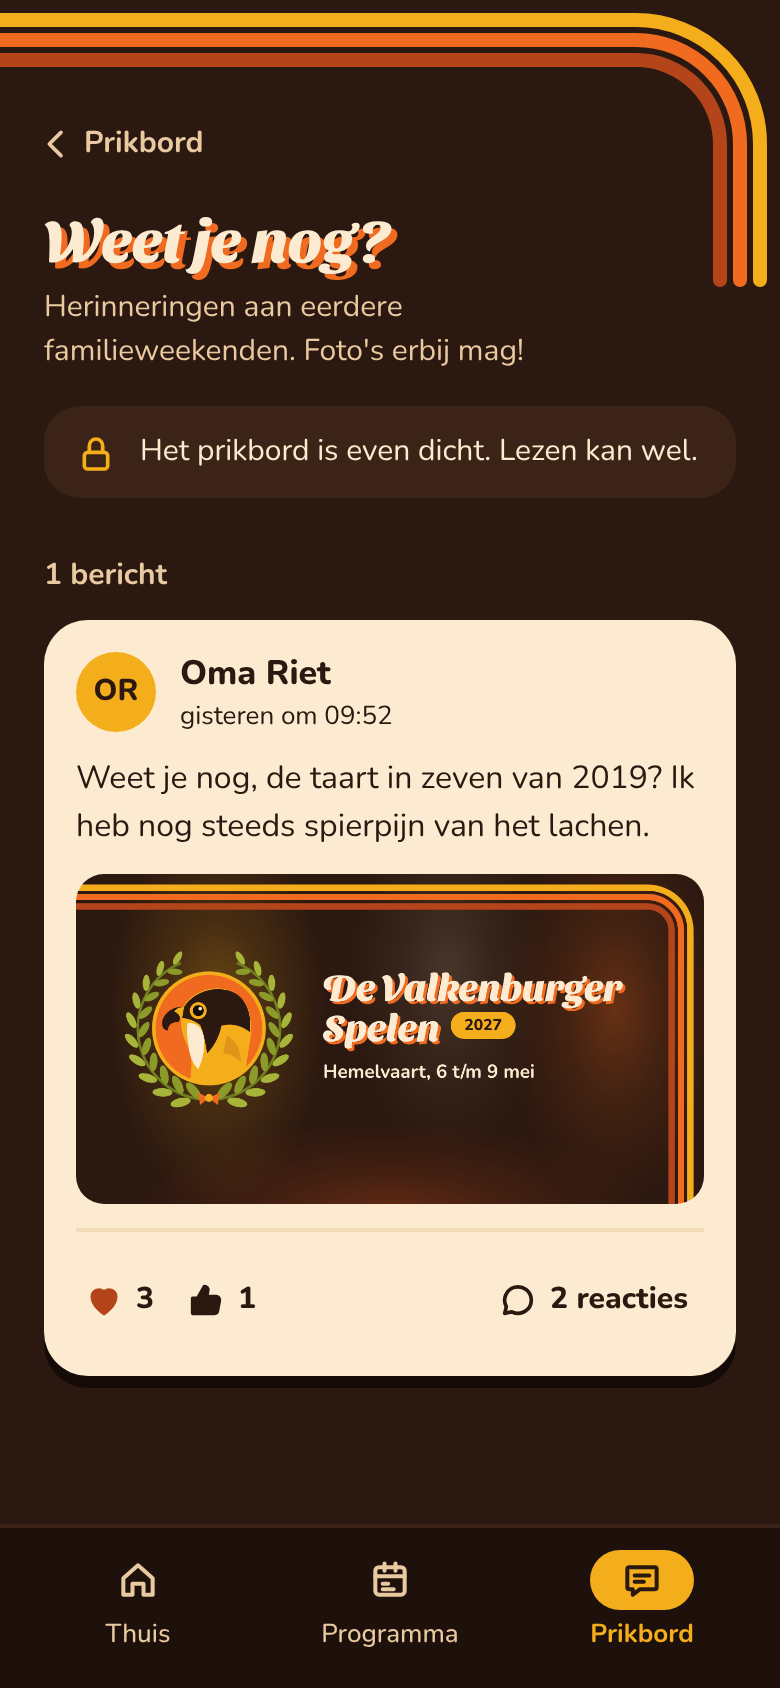 Prikbord
Weet je nog?
Herinneringen aan eerdere
familieweekenden. Foto's erbij mag!
Het prikbord is even dicht. Lezen kan wel.
1 bericht
OR
Oma Riet
gisteren om 09:52
Weet je nog, de taart in zeven van 2019? Ik
heb nog steeds spierpijn van het lachen.
De Valkenburger
Spelen 2027
Hemelvaart, 6 t/m 9 mei
3 1 2 reacties
Thuis Programma Prikbord